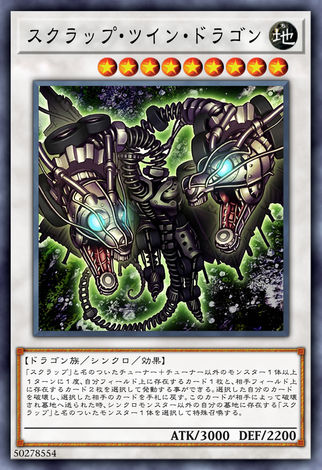 スクラップ・ツイン・ドラゴン
地
【ドラゴン族／シンクロ／効果】
「スクラップ」と名のついたチューナー＋チューナー以外のモンスター１体以上
１ターンに１度、自分フィールド上に存在するカード１枚と、相手フィールド
上に存在するカード２枚を選択して発動する事ができる。選択した自分のカード
を破壊し、選択した相手のカードを手札に戻す。このカードが相手によって破壊
され墓地へ送られた時、シンクロモンスター以外の自分の墓地に存在する「スク
ラップ」と名のついたモンスター１体を選択して特殊召喚する。
ATK/3000 DEF/2200
50278554